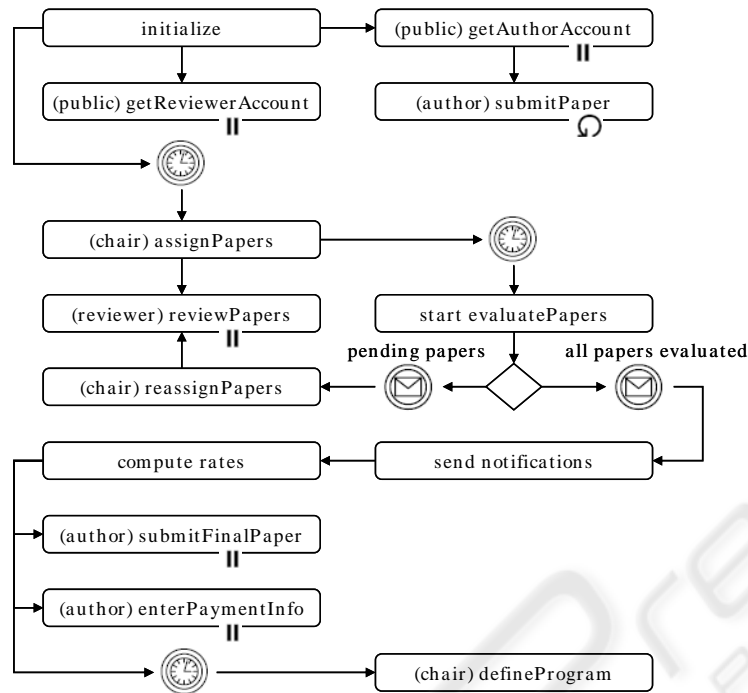 initialize
(public) getAuthorAccount
(public) getReviewerAccount
(author) submitPaper
(chair) assignPapers
(reviewer) reviewPapers
start evaluatePapers
pending papers
all papers evaluated
(chair) reassignPapers
compute rates
send notifications
(author) submitFinalPaper
(author) enterPaymentInfo
(chair) defineProgram